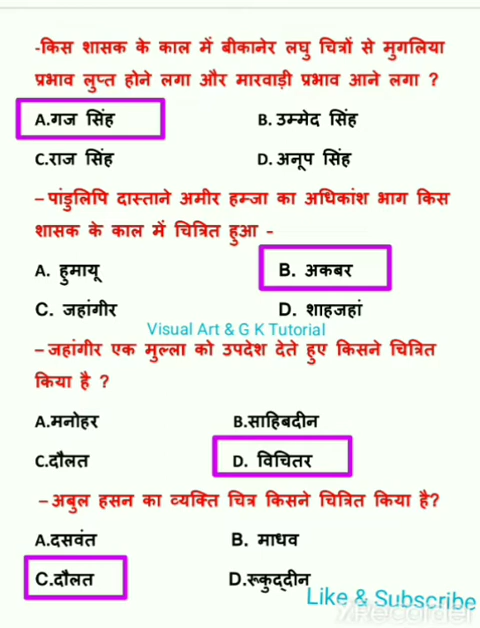 -किस शासक के काल में बीकानेर लघु चित्रों से मुगलिया
प्रभाव लुप्त होने लगा और मारवाड़ी प्रभाव आने लगा ?
A.गज सिंह B. उम्मेद सिंह
C.राज सिंह D. अनूप सिंह
–पांडुलिपि दास्ताने अमीर हम्जा का अधिकांश भाग किस
शासक के काल में चित्रित हुआ -
A. हुमायू B. अकबर
C. जहांगीर D. शाहजहां
Visual Art & G K Tutorial
–जहांगीर एक मुल्ला को उपदेश देते हुए किसने चित्रित
किया है ?
A.मनोहर B.साहिबदीन
C.दौलत D. विचितर
–अबुल हसन का व्यक्ति चित्र किसने चित्रित किया है?
A.दसवंत B. माधव
C.दौलत D.रूकुद्दीन
Like & Subscribe
XRecorder